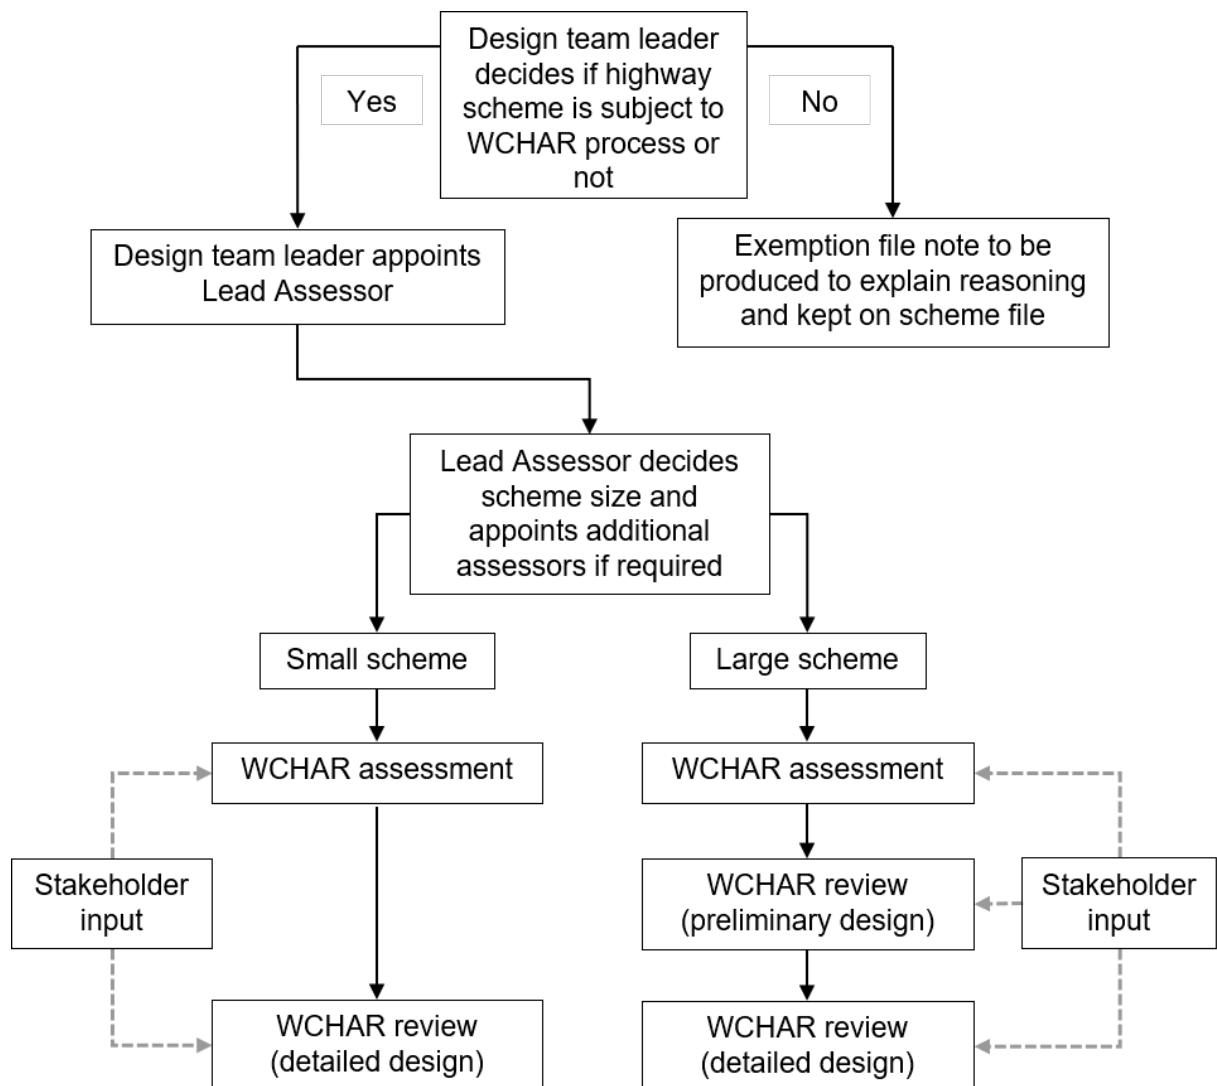 Design team leader
decides if highway
scheme is subject to
WCHAR process or
not
Yes
No
Design team leader appoints
Lead Assessor
Exemption file note to be
produced to explain reasoning
and kept on scheme file
Lead Assessor decides
scheme size and
appoints additional
assessors if required
Small scheme
Large scheme
WCHAR assessment
WCHAR assessment
Stakeholder
input
WCHAR review
(preliminary design)
Stakeholder
input
WCHAR review
(detailed design)
WCHAR review
(detailed design)